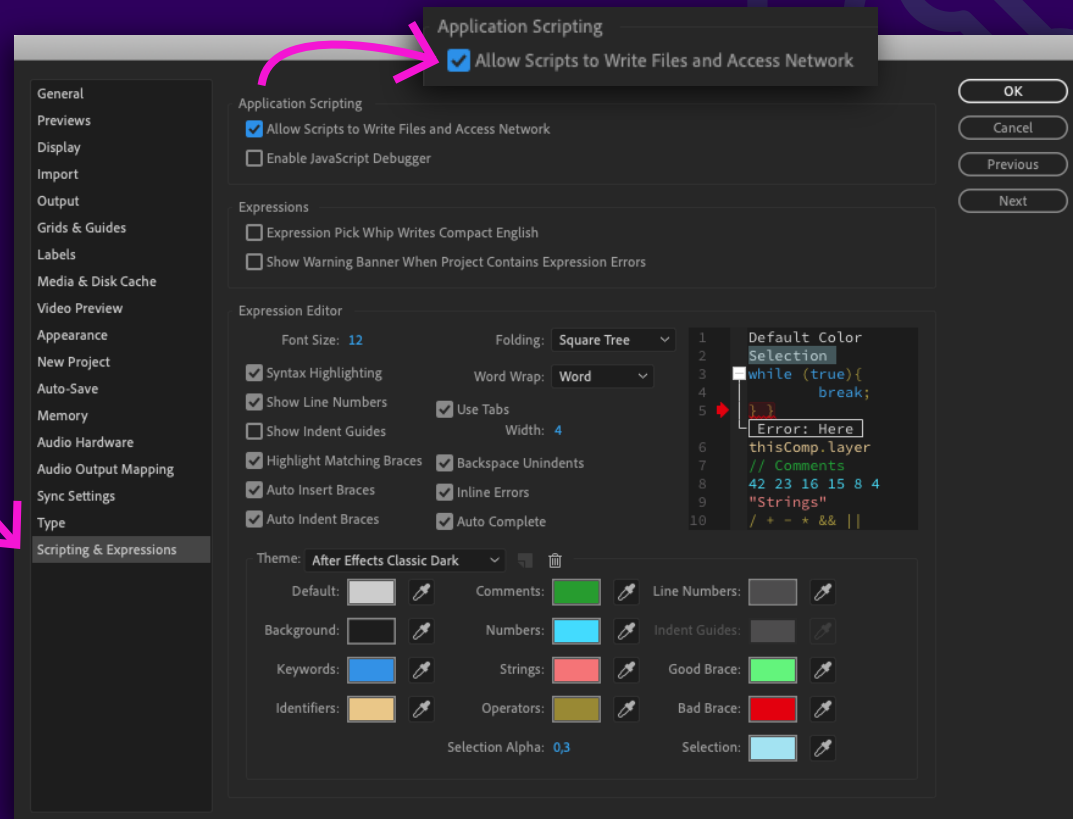 Application Scripting
Allow Scripts to Write Files and Access Network
General
Previews
Display
Import
Output
Grids & Guides
Labels
Media & Disk Cache
Video Preview
Appearance
New Project
Auto-Save
Memory
Audio Hardware
Audio Output Mapping
Sync Settings
Type
Scripting & Expressions
Application Scripting
Allow Scripts to Write Files and Access Network
Enable JavaScript Debugger
Expressions
Expression Pick Whip Writes Compact English
Show Warning Banner When Project Contains Expression Errors
Expression Editor
Font Size: 12
Folding: Square Tree
Syntax Highlighting
Word Wrap: Word
Show Line Numbers
Use Tabs
Show Indent Guides
Width: 4
Highlight Matching Braces
Backspace Unindents
Auto Insert Braces
Inline Errors
Auto Indent Braces
Auto Complete
1 Default Color
2 Selection
3 while (true){
4 break;
5 } }
Error: Here
6 thisComp.layer
7 // Comments
8 42 23 16 15 8 4
9 "Strings"
10 / + - * && ||
Theme: After Effects Classic Dark
Default:
Comments:
Line Numbers:
Background:
Numbers:
Indent Guides:
Keywords:
Strings:
Good Brace:
Identifiers:
Operators:
Bad Brace:
Selection Alpha: 0,3
Selection:
OK
Cancel
Previous
Next